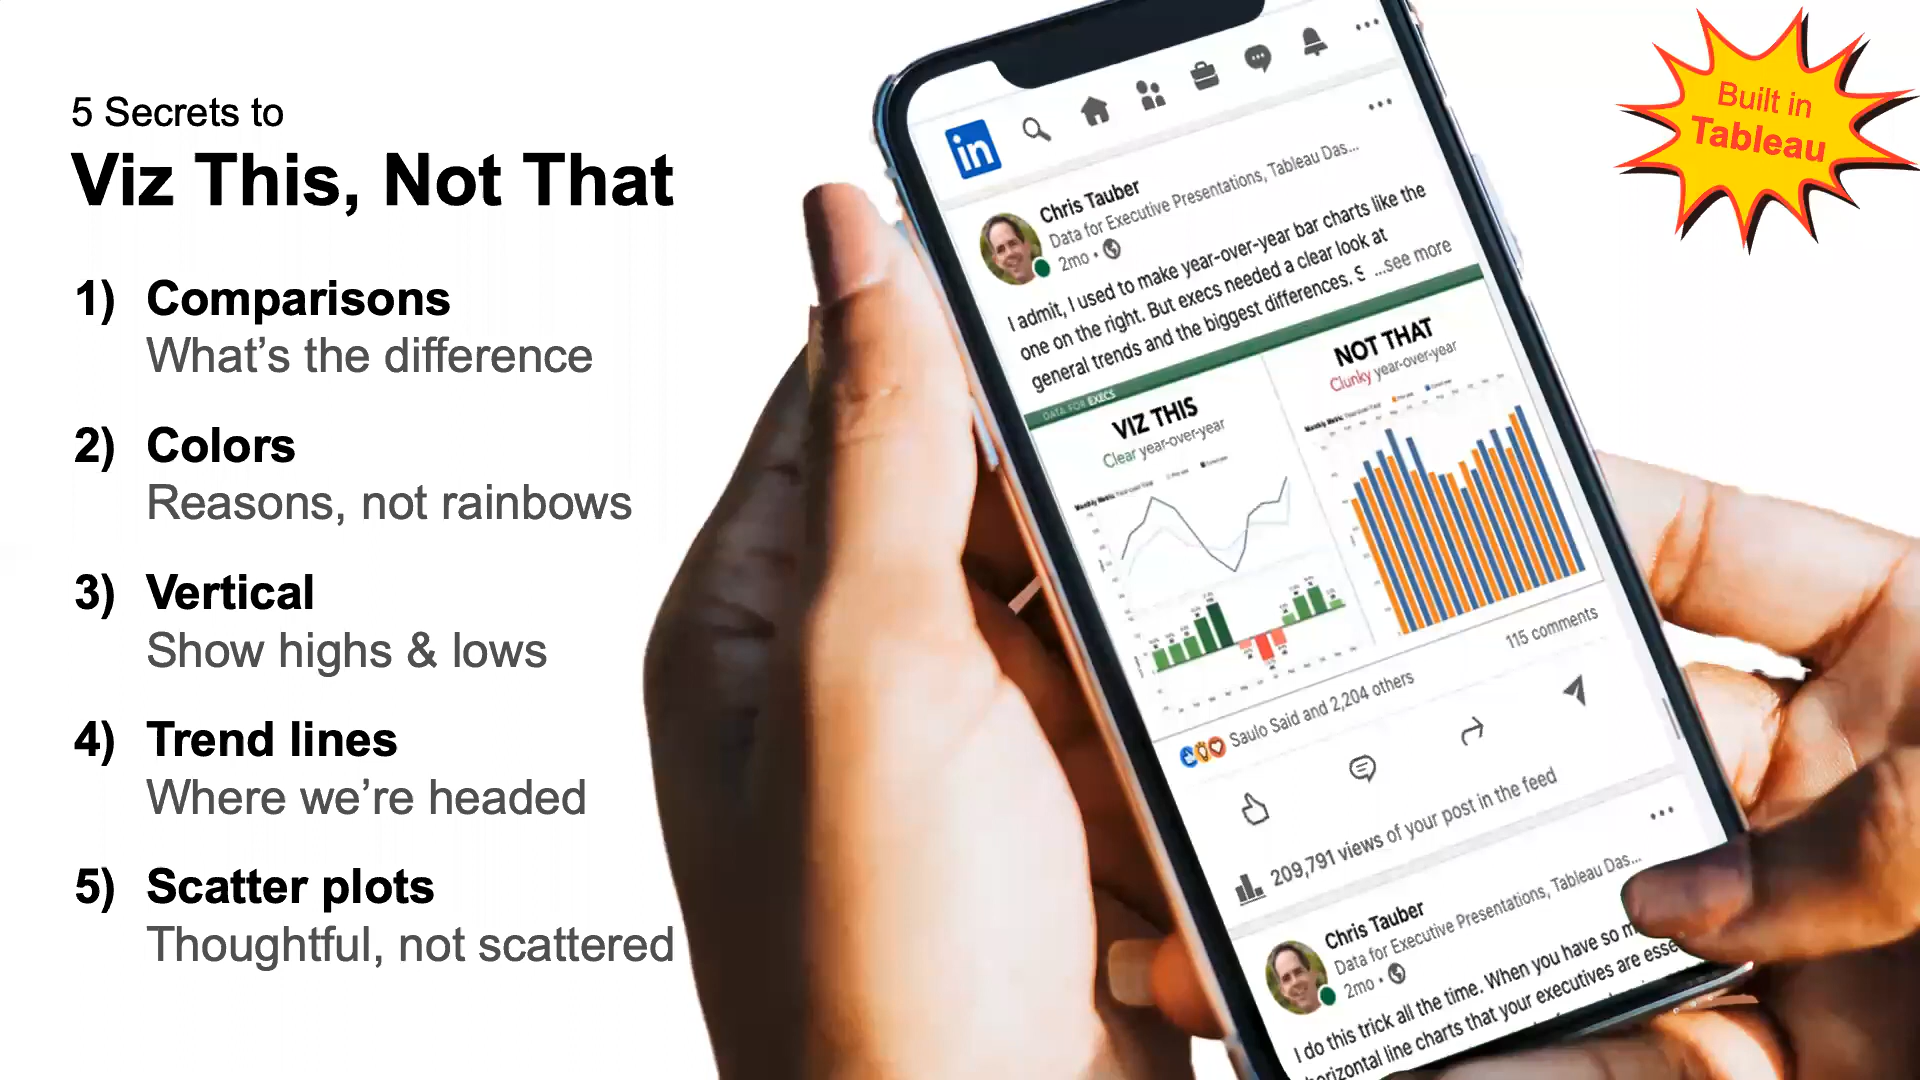 5 Secrets to
Viz This, Not That
1) Comparisons
What's the difference
2) Colors
Reasons, not rainbows
3) Vertical
Show highs & lows
4) Trend lines
Where we're headed
5) Scatter plots
Thoughtful, not scattered
Built in
Tableau
in
Chris Tauber
Data for Executive Presentations, Tableau Das...
2mo •
I admit, I used to make year-over-year bar charts like the
one on the right. But execs needed a clear look at
general trends and the biggest differences. S ...see more
DATA FOR EXECS
VIZ THIS
Clear year-over-year
NOT THAT
Clunky year-over-year
115 comments
Saulo Said and 2,204 others
209,791 views of your post in the feed
Chris Tauber
Data for Executive Presentations, Tableau Das...
2mo •
I do this trick all the time. When you have so m
horizontal line charts that your executives are esse